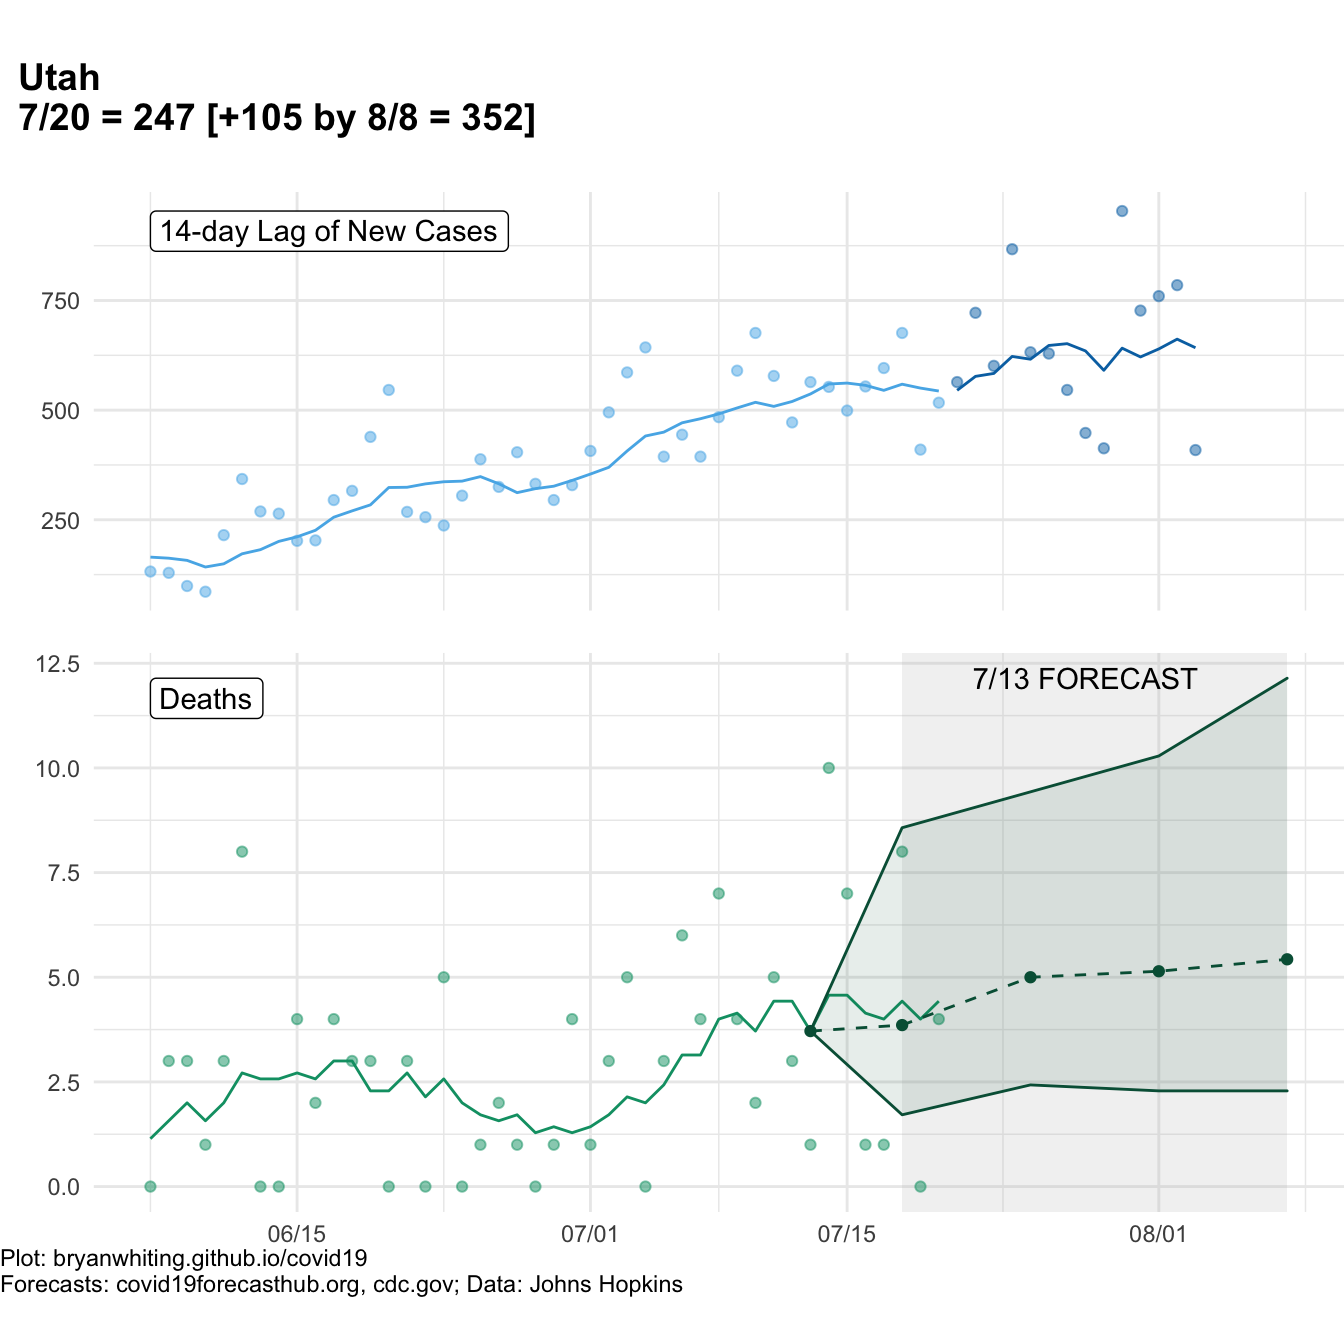 Utah
7/20 = 247 [+105 by 8/8 = 352]
14-day Lag of New Cases
750
500
250
12.5
7/13 FORECAST
Deaths
10.0
7.5
5.0
2.5
0.0
06/15 07/01 07/15 08/01
Plot: bryanwhiting.github.io/covid19
Forecasts: covid19forecasthub.org, cdc.gov; Data: Johns Hopkins